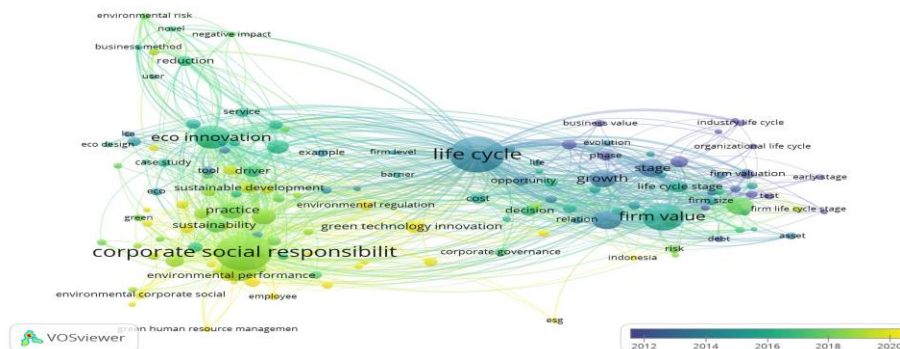 environmental risk
novel
negative impact
business method
reduction
user
service
lca
eco innovation
eco design
case study
example
firm level
tool
driver
barrier
eco
sustainable development
green
practice
sustainability
environmental regulation
green technology innovation
corporate social responsibilit
environmental performance
environmental corporate social
employee
green human resource managemen
life cycle
business value
industry life cycle
evolution
organizational life cycle
phase
life
stage
opportunity
growth
firm valuation
early stage
life cycle stage
test
cost
decision
firm size
relation
firm value
firm life cycle stage
debt
asset
corporate governance
risk
indonesia
esg
VOSviewer
2012 2014 2016 2018 2020